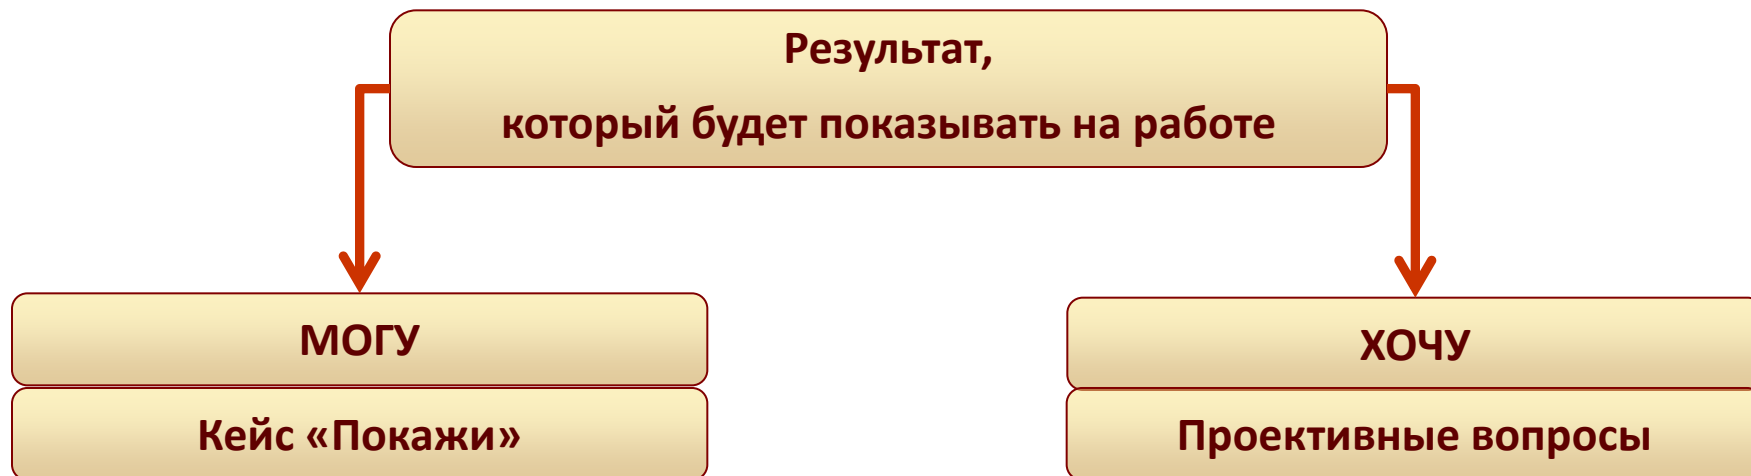 Результат,
который будет показывать на работе
МОГУ
Кейс «Покажи»
ХОЧУ
Проективные вопросы